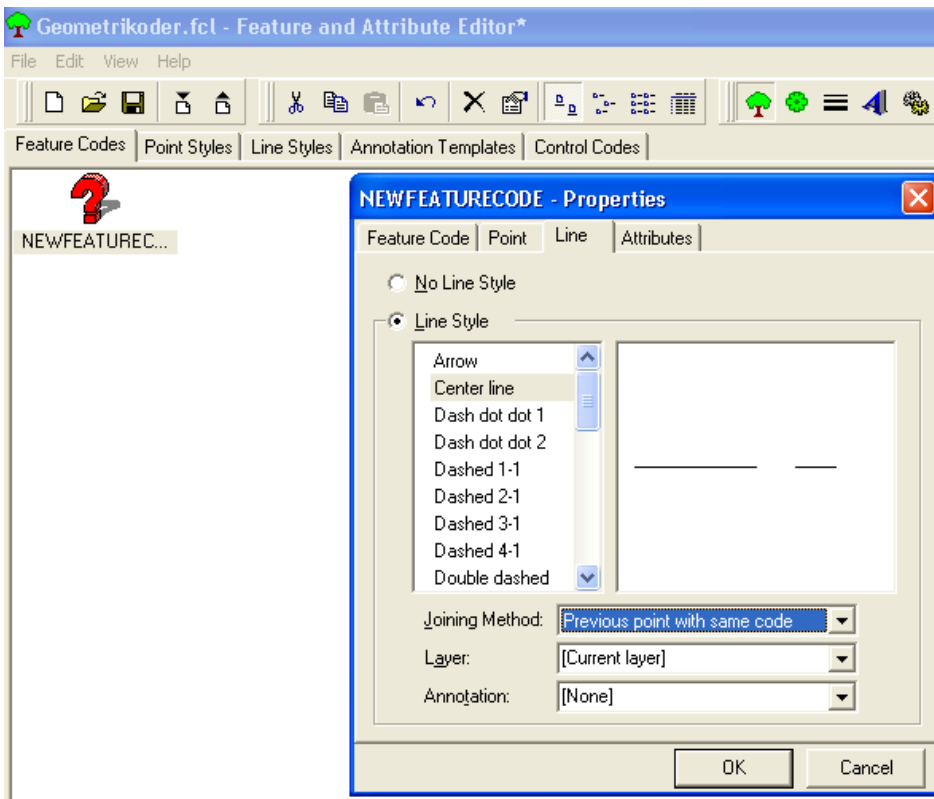 Geometrikoder.fcl - Feature and Attribute Editor*
File Edit View Help
Feature Codes Point Styles Line Styles Annotation Templates Control Codes
NEWFEATUREC...
NEWFEATURECODE - Properties
Feature Code Point Line Attributes
No Line Style
Line Style
Arrow
Center line
Dash dot dot 1
Dash dot dot 2
Dashed 1-1
Dashed 2-1
Dashed 3-1
Dashed 4-1
Double dashed
Joining Method: Previous point with same code
Layer: [Current layer]
Annotation: [None]
OK Cancel